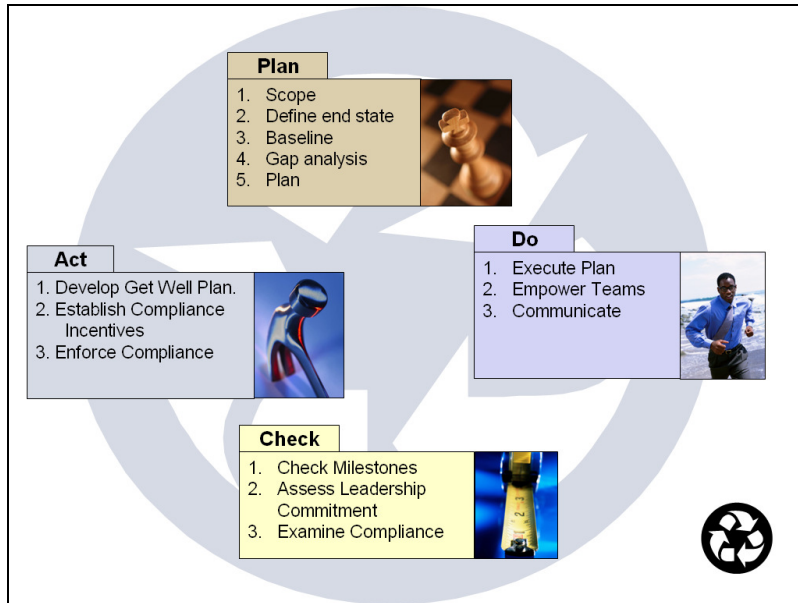 Plan
1. Scope
2. Define end state
3. Baseline
4. Gap analysis
5. Plan
Do
1. Execute Plan
2. Empower Teams
3. Communicate
Check
1. Check Milestones
2. Assess Leadership
Commitment
3. Examine Compliance
Act
1. Develop Get Well Plan.
2. Establish Compliance
Incentives
3. Enforce Compliance